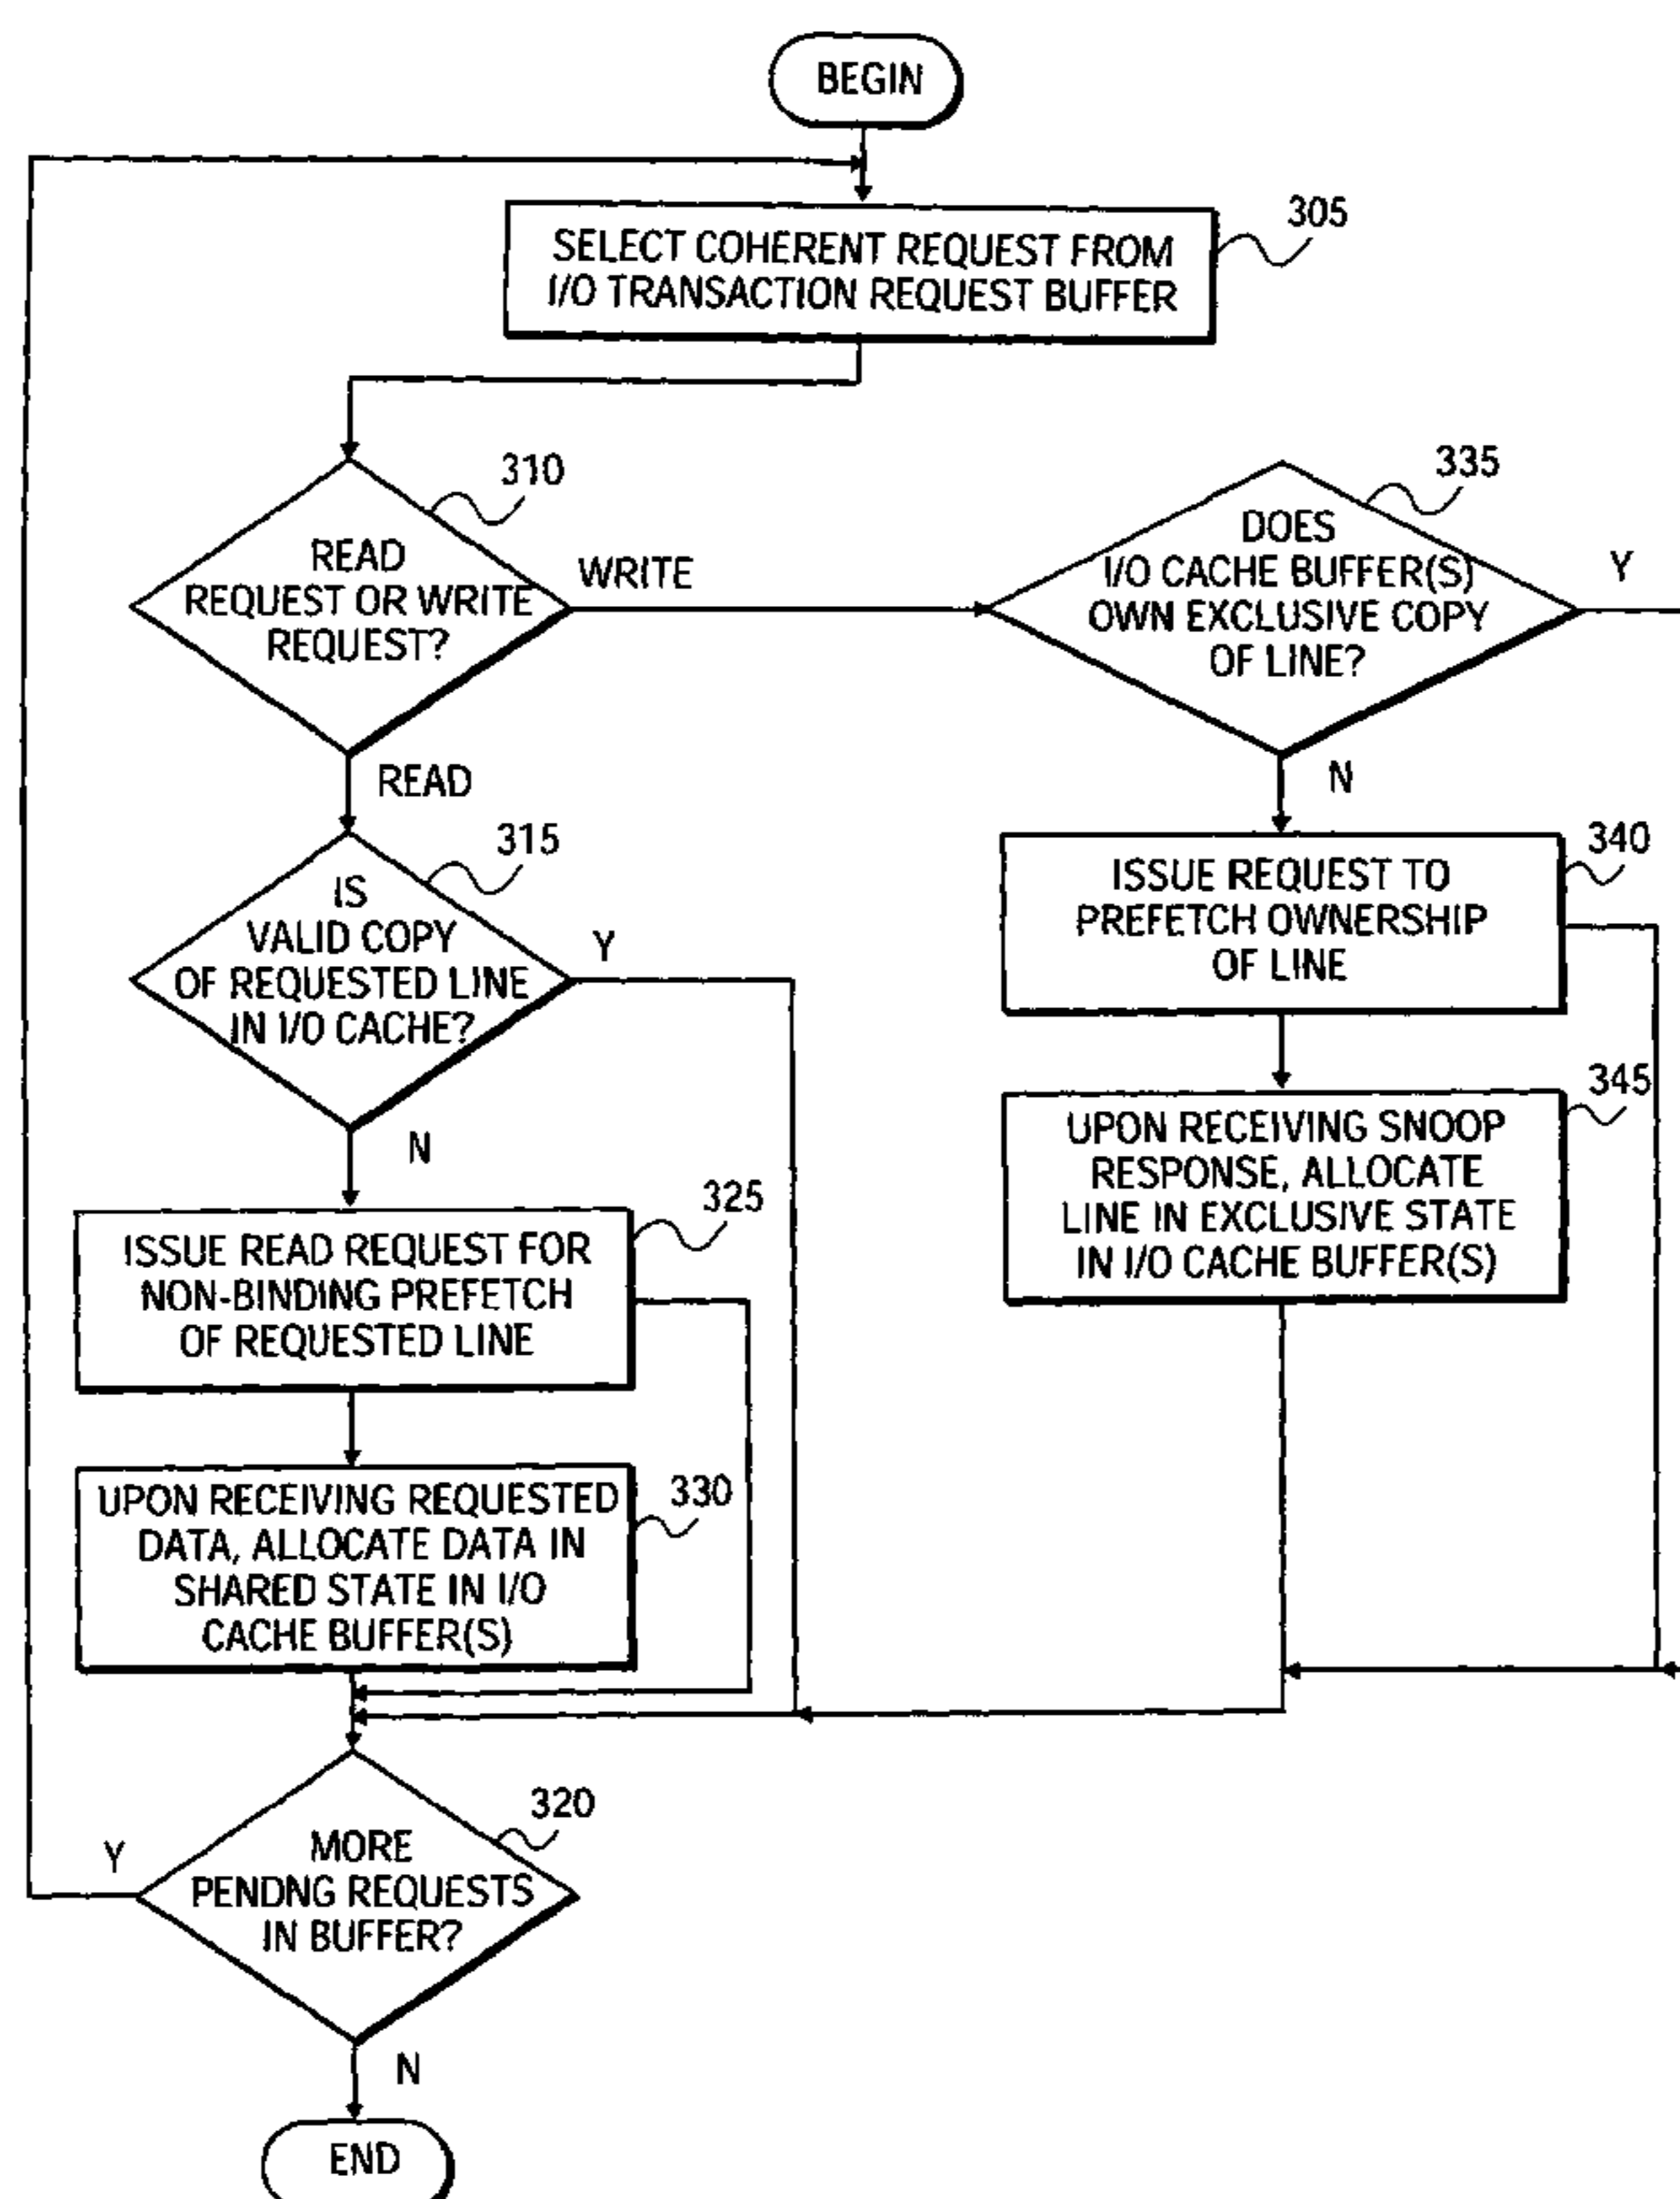 BEGIN
305
SELECT COHERENT REQUEST FROM
I/O TRANSACTION REQUEST BUFFER
310
READ
REQUEST OR WRITE
REQUEST?
WRITE
335
DOES
I/O CACHE BUFFER(S)
OWN EXCLUSIVE COPY
OF LINE?
Y
READ
N
315
IS
VALID COPY
OF REQUESTED LINE
IN I/O CACHE?
Y
340
ISSUE REQUEST TO
PREFETCH OWNERSHIP
OF LINE
N
345
UPON RECEIVING SNOOP
RESPONSE, ALLOCATE
LINE IN EXCLUSIVE STATE
IN I/O CACHE BUFFER(S)
325
ISSUE READ REQUEST FOR
NON-BINDING PREFETCH
OF REQUESTED LINE
330
UPON RECEIVING REQUESTED
DATA, ALLOCATE DATA IN
SHARED STATE IN I/O
CACHE BUFFER(S)
320
MORE
PENDNG REQUESTS
IN BUFFER?
Y
N
END